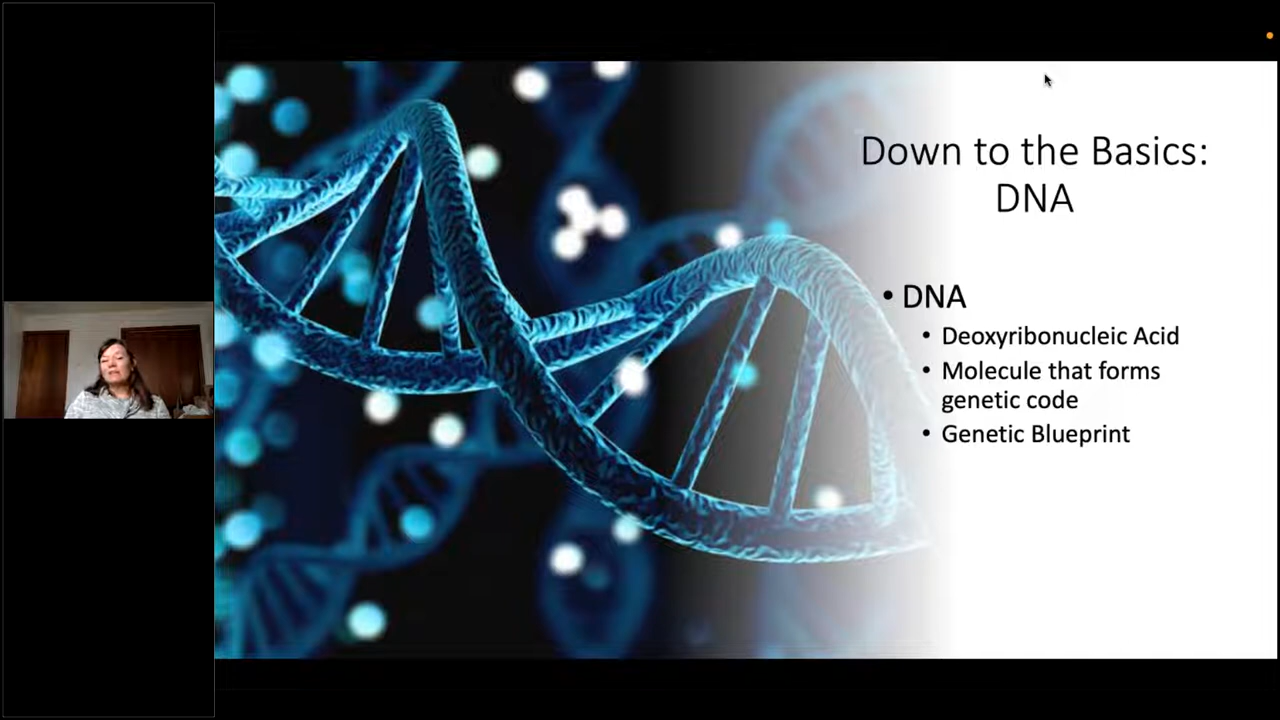 Down to the Basics:
DNA
• DNA
• Deoxyribonucleic Acid
• Molecule that forms
genetic code
• Genetic Blueprint